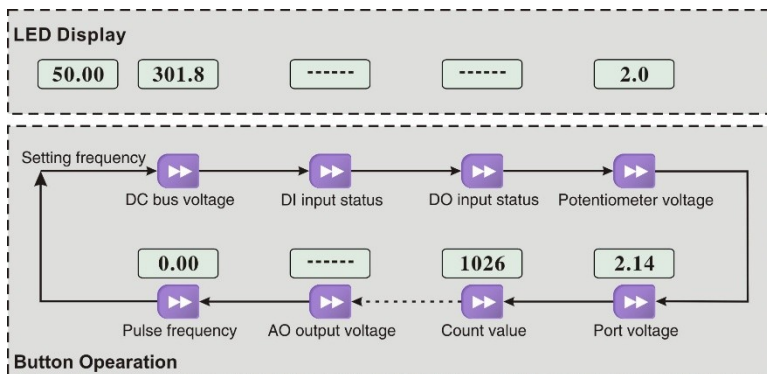 LED Display
50.00 301.8 ------ ------ 2.0
Setting frequency
DC bus voltage DI input status DO input status Potentiometer voltage
0.00 ------ 1026 2.14
Pulse frequency AO output voltage Count value Port voltage
Button Opearation